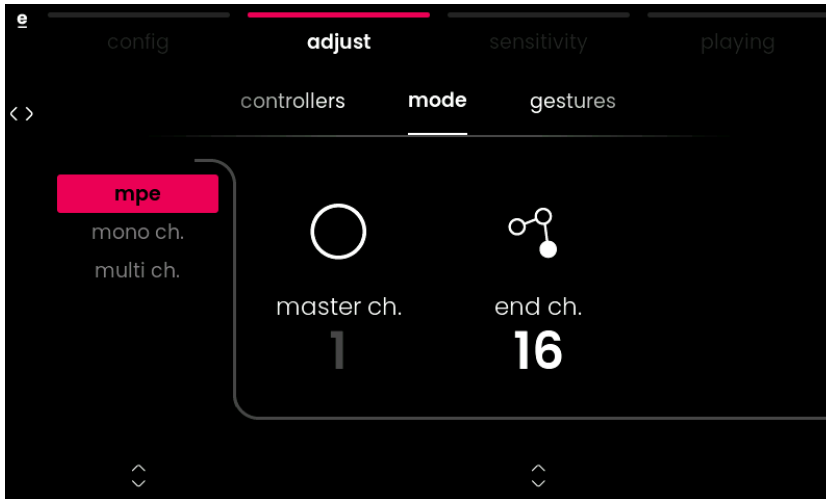 e
config adjust sensitivity playing
controllers mode gestures
mpe
mono ch.
multi ch.
master ch. end ch.
1 16